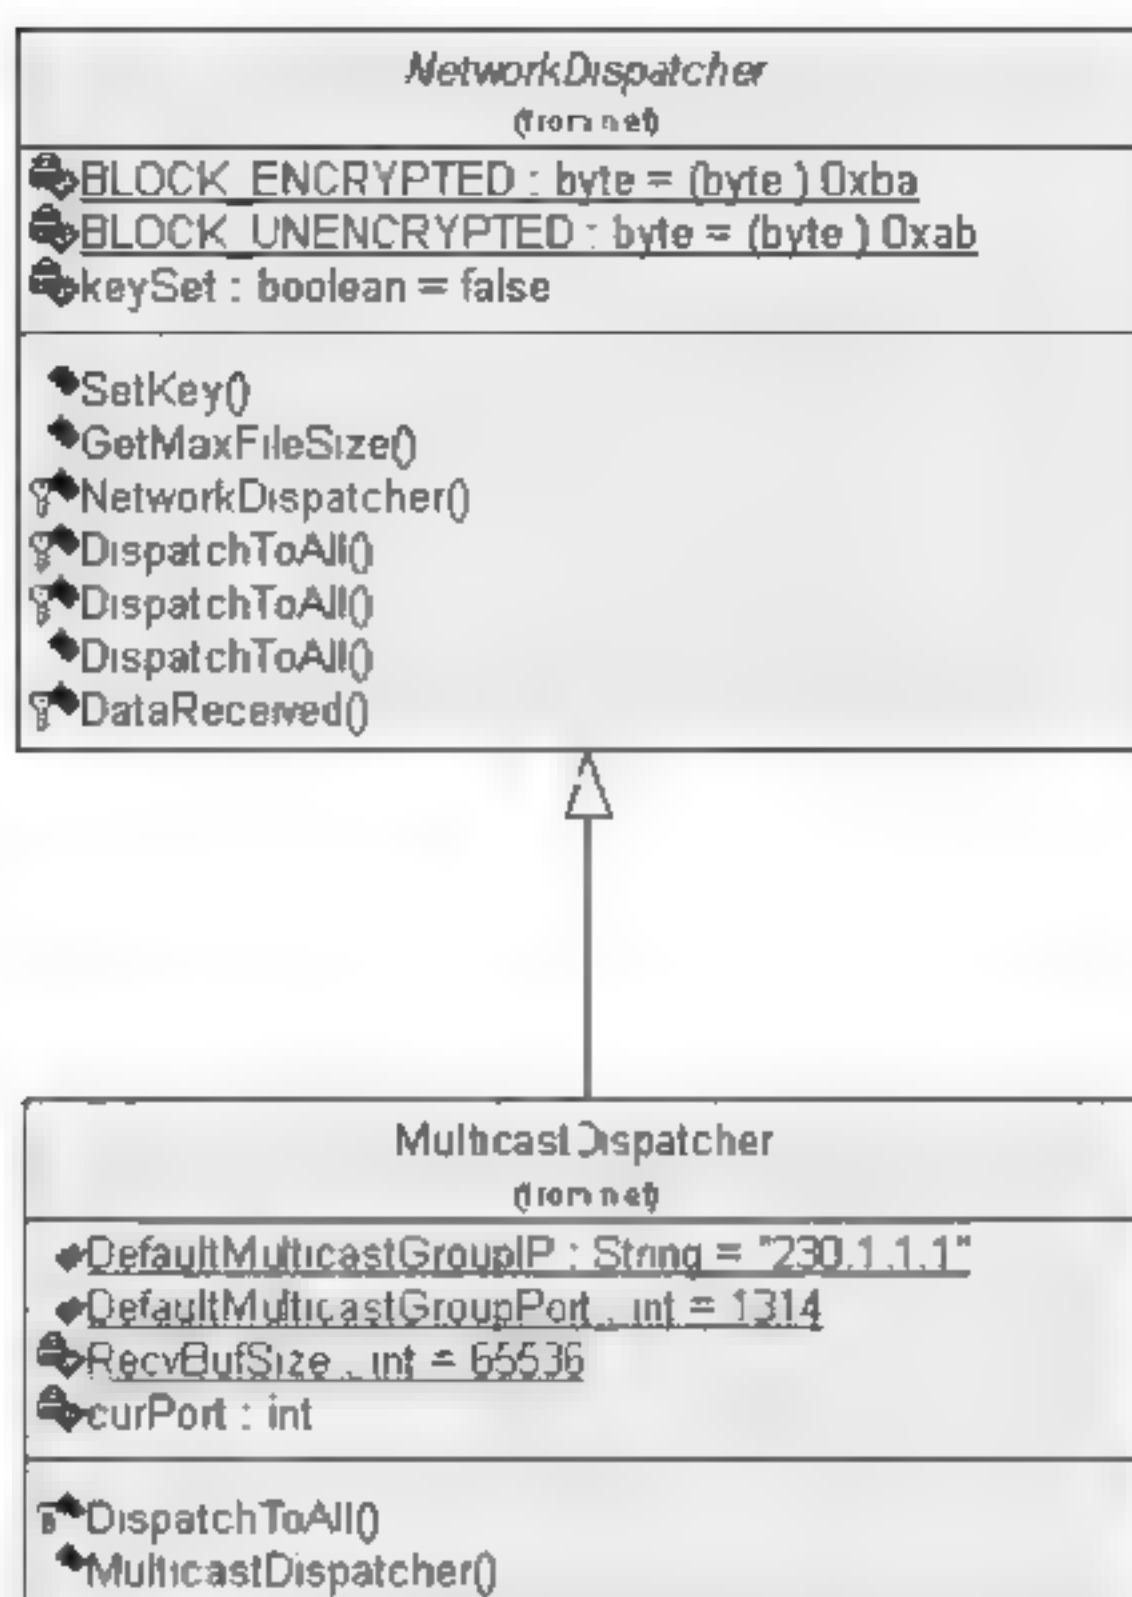 NetworkDispatcher
(from net)
BLOCK_ENCRYPTED : byte = (byte ) 0xba
BLOCK_UNENCRYPTED : byte = (byte ) 0xab
keySet : boolean = false
SetKey()
GetMaxFileSize()
NetworkDispatcher()
DispatchToAll()
DispatchToAll()
DispatchToAll()
DataReceived()
MulticastDispatcher
(from net)
DefaultMulticastGroupIP : String = "230.1.1.1"
DefaultMulticastGroupPort : int = 1314
RecvBufSize : int = 65536
curPort : int
DispatchToAll()
MulticastDispatcher()